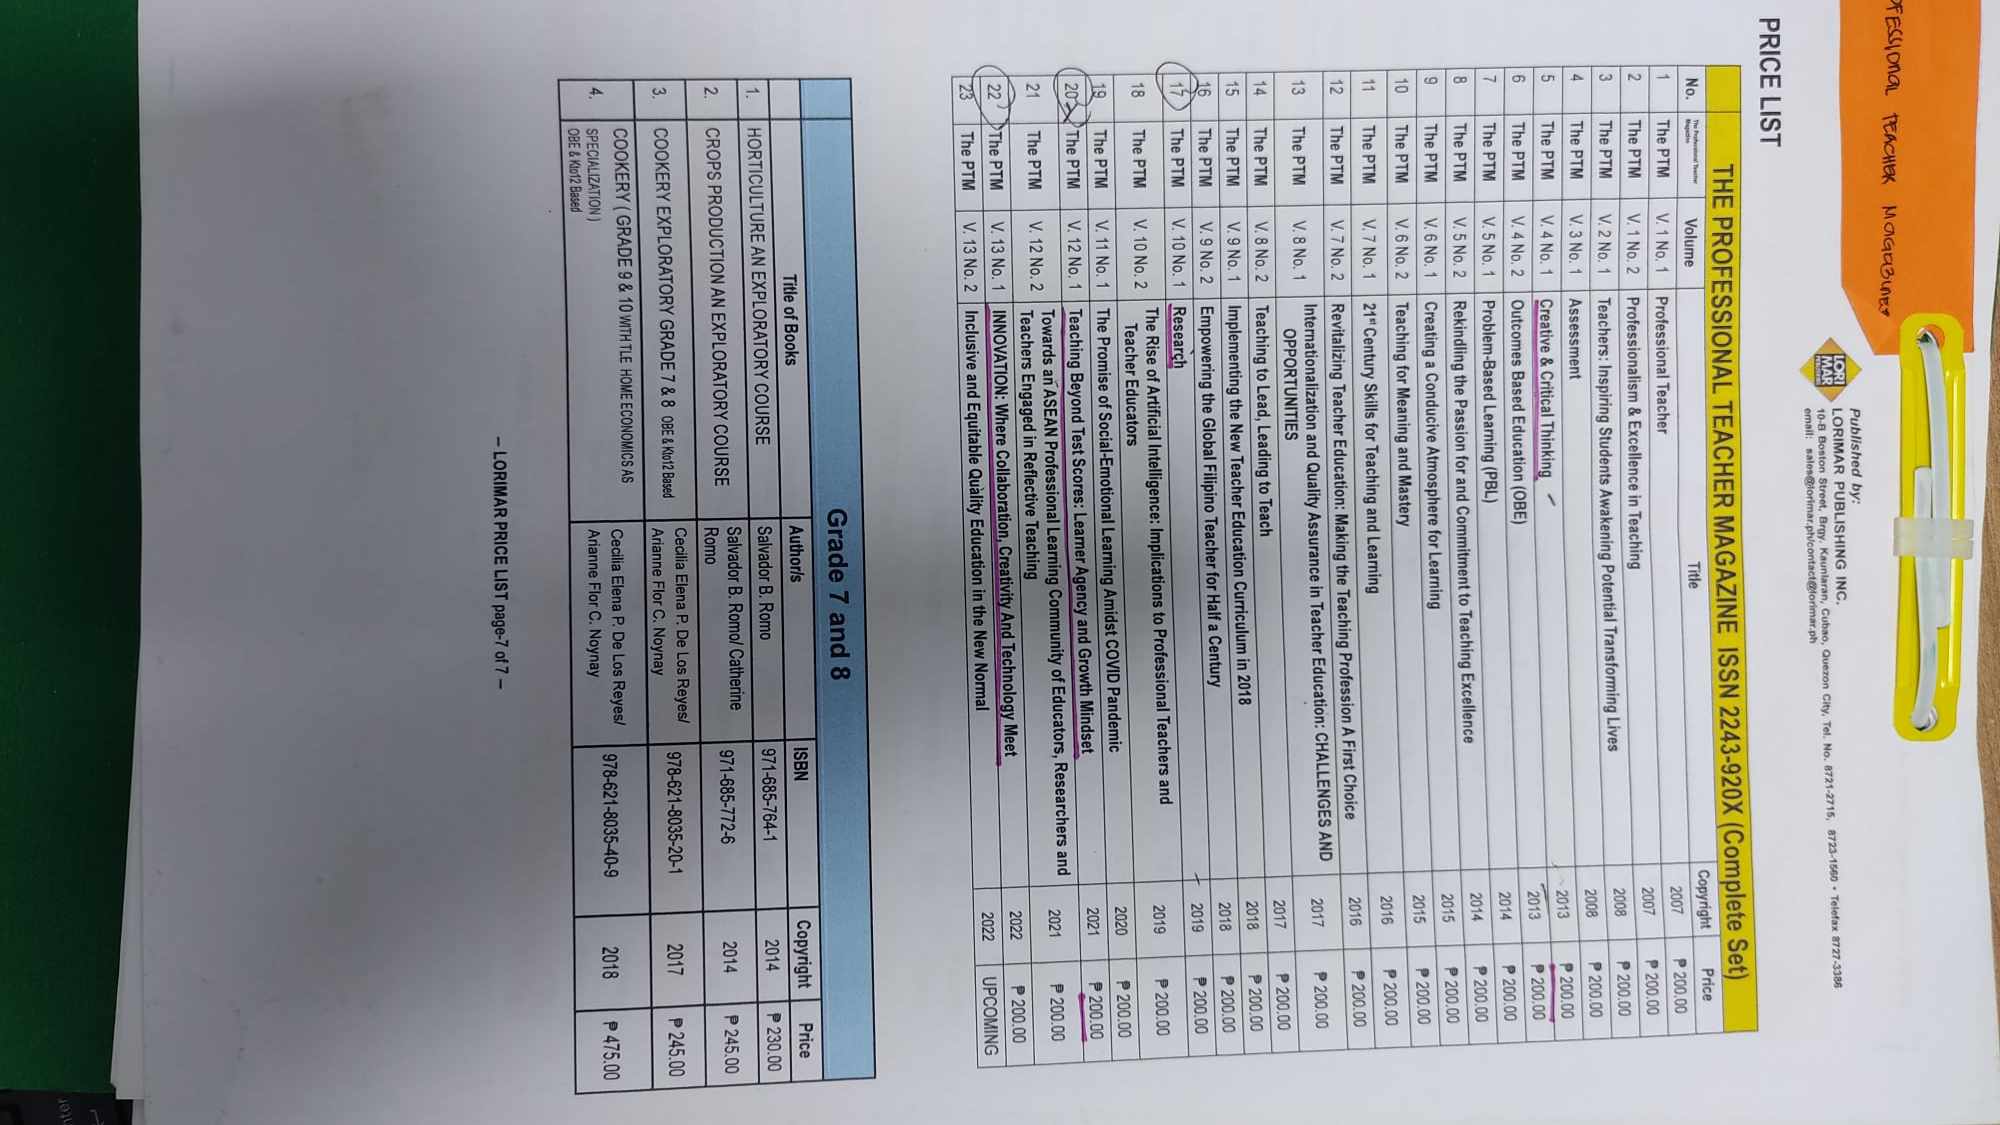 OFESSIONAL TEACHER MAGAZINES
PRICE LIST
LORI
MAR
Published by:
LORIMAR PUBLISHING INC.
10-B Boston Street, Brgy. Kaunlaran, Cubao, Quezon City, Tel. No. 8721-2715, 8723-1560 • Telefax 8727-3386
email: sales@lorimar.ph/contact@lorimar.ph
THE PROFESSIONAL TEACHER MAGAZINE ISSN 2243-920X (Complete Set)
No. The Professional Teacher Magazine Volume Title Copyright Price
1 The PTM V. 1 No. 1 Professional Teacher 2007 ₱ 200.00
2 The PTM V. 1 No. 2 Professionalism & Excellence in Teaching 2007 ₱ 200.00
3 The PTM V. 2 No. 1 Teachers: Inspiring Students Awakening Potential Transforming Lives 2008 ₱ 200.00
4 The PTM V. 3 No. 1 Assessment 2008 ₱ 200.00
5 The PTM V. 4 No. 1 Creative & Critical Thinking 2013 ₱ 200.00
6 The PTM V. 4 No. 2 Outcomes Based Education (OBE) 2013 ₱ 200.00
7 The PTM V. 5 No. 1 Problem-Based Learning (PBL) 2014 ₱ 200.00
8 The PTM V. 5 No. 2 Rekindling the Passion for and Commitment to Teaching Excellence 2014 ₱ 200.00
9 The PTM V. 6 No. 1 Creating a Conducive Atmosphere for Learning 2015 ₱ 200.00
10 The PTM V. 6 No. 2 Teaching for Meaning and Mastery 2015 ₱ 200.00
11 The PTM V. 7 No. 1 21st Century Skills for Teaching and Learning 2016 ₱ 200.00
12 The PTM V. 7 No. 2 Revitalizing Teacher Education: Making the Teaching Profession A First Choice 2016 ₱ 200.00
13 The PTM V. 8 No. 1 Internationalization and Quality Assurance in Teacher Education: CHALLENGES AND 2017 ₱ 200.00
OPPORTUNITIES
14 The PTM V. 8 No. 2 Teaching to Lead, Leading to Teach 2017 ₱ 200.00
15 The PTM V. 9 No. 1 Implementing the New Teacher Education Curriculum in 2018 2018 ₱ 200.00
16 The PTM V. 9 No. 2 Empowering the Global Filipino Teacher for Half a Century 2018 ₱ 200.00
17 The PTM V. 10 No. 1 Research 2019 ₱ 200.00
18 The PTM V. 10 No. 2 The Rise of Artificial Intelligence: Implications to Professional Teachers and 2019 ₱ 200.00
Teacher Educators
19 The PTM V. 11 No. 1 The Promise of Social-Emotional Learning Amidst COVID Pandemic 2020 ₱ 200.00
20 The PTM V. 12 No. 1 Teaching Beyond Test Scores: Learner Agency and Growth Mindset 2021 ₱ 200.00
21 The PTM V. 12 No. 2 Towards an ASEAN Professional Learning Community of Educators, Researchers and 2021 ₱ 200.00
Teachers Engaged in Reflective Teaching
22 The PTM V. 13 No. 1 INNOVATION: Where Collaboration, Creativity And Technology Meet 2022 ₱ 200.00
23 The PTM V. 13 No. 2 Inclusive and Equitable Quality Education in the New Normal 2022 UPCOMING
Grade 7 and 8
Title of Books Author/s ISBN Copyright Price
1. HORTICULTURE AN EXPLORATORY COURSE Salvador B. Romo 971-685-764-1 2014 ₱ 230.00
2. CROPS PRODUCTION AN EXPLORATORY COURSE Salvador B. Romo/ Catherine 971-685-772-6 2014 ₱ 245.00
Romo
3. COOKERY EXPLORATORY GRADE 7 & 8 OBE & Kto12 Based Cecilia Elena P. De Los Reyes/ 978-621-8035-20-1 2017 ₱ 245.00
Arianne Flor C. Noynay
4. COOKERY ( GRADE 9 & 10 WITH TLE HOME ECONOMICS AS Cecilia Elena P. De Los Reyes/ 978-621-8035-40-9 2018 ₱ 475.00
SPECIALIZATION ) Arianne Flor C. Noynay
OBE & Kto12 Based
– LORIMAR PRICE LIST page-7 of 7 –